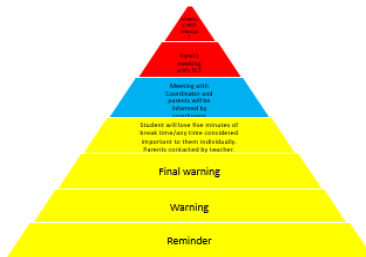 Parent
meeting
with SLT
Meeting with
Coordinator and
parents will be
informed by
coordinator
Student will lose five minutes of
break time/any time considered
important to them individually.
Parents contacted by teacher.
Final warning
Warning
Reminder